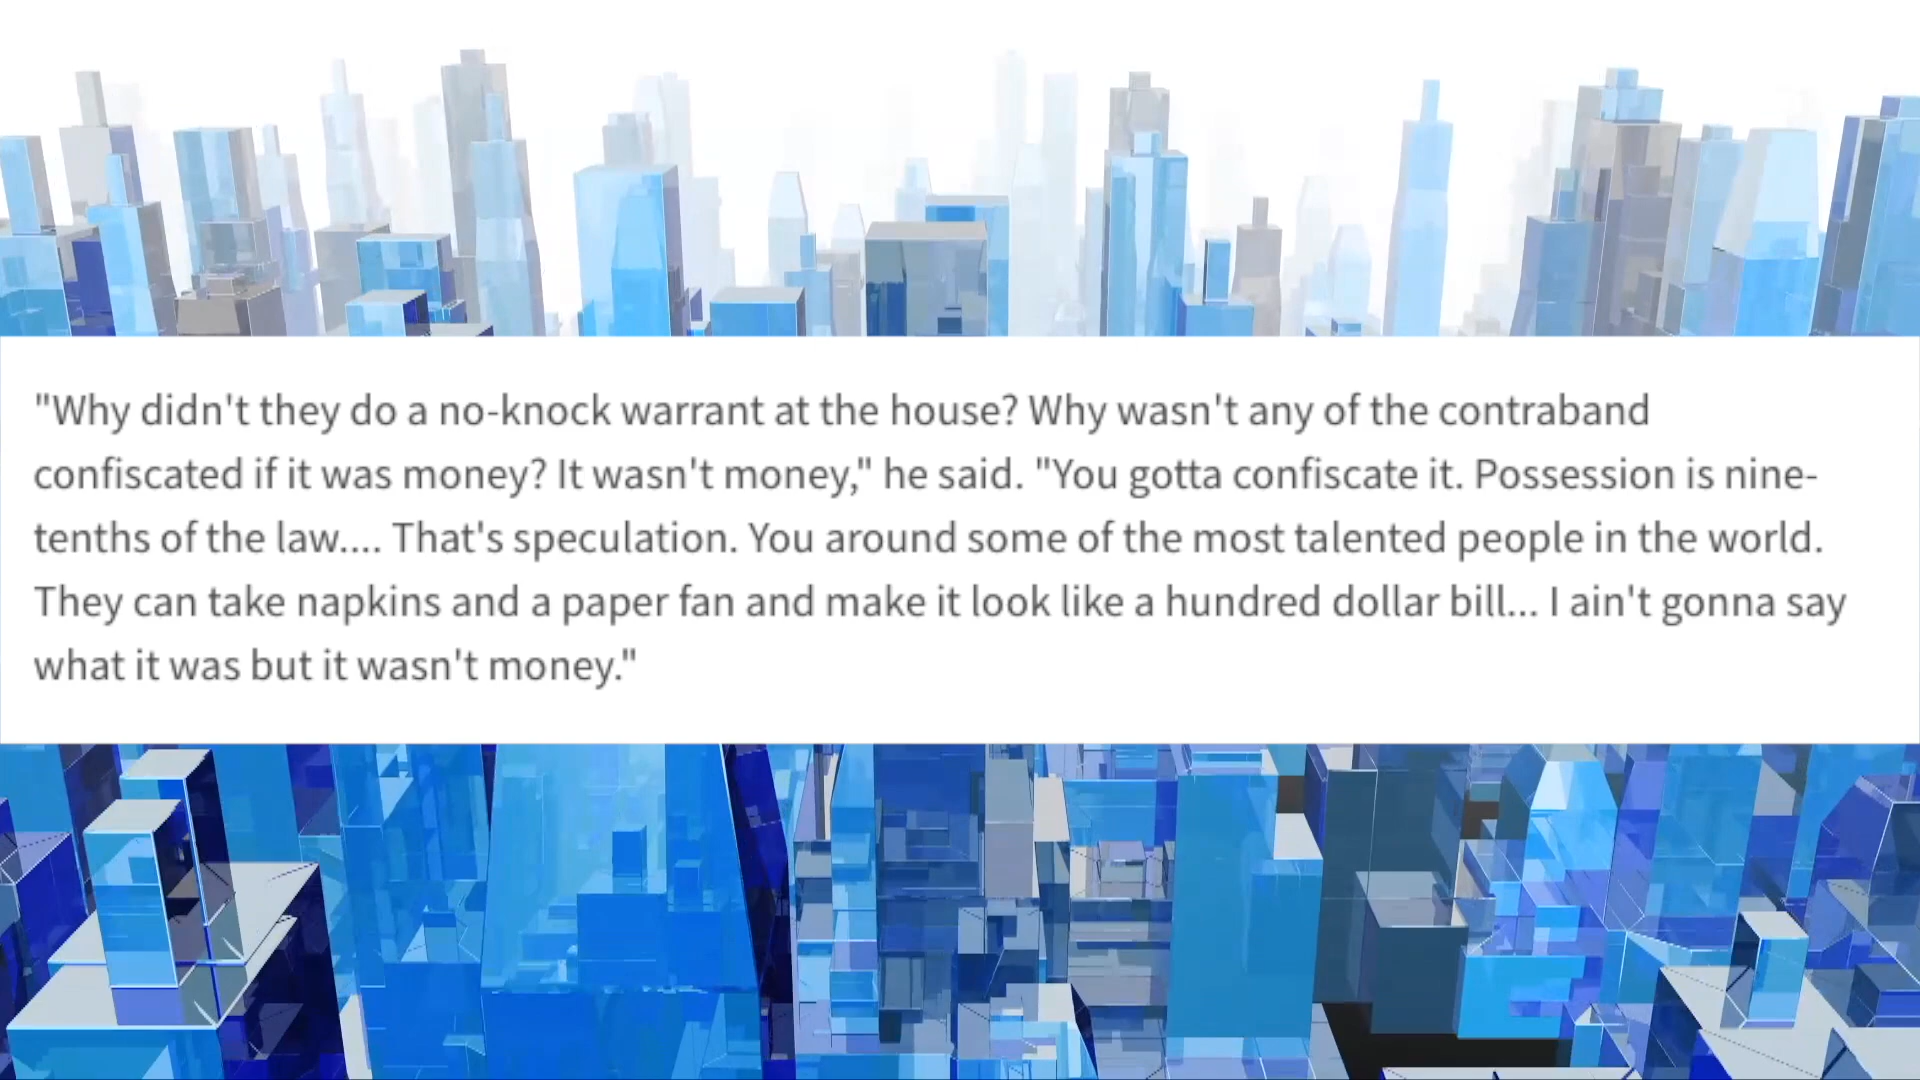 "Why didn't they do a no-knock warrant at the house? Why wasn't any of the contraband
confiscated if it was money? It wasn't money," he said. "You gotta confiscate it. Possession is nine-
tenths of the law.... That's speculation. You around some of the most talented people in the world.
They can take napkins and a paper fan and make it look like a hundred dollar bill... I ain't gonna say
what it was but it wasn't money."